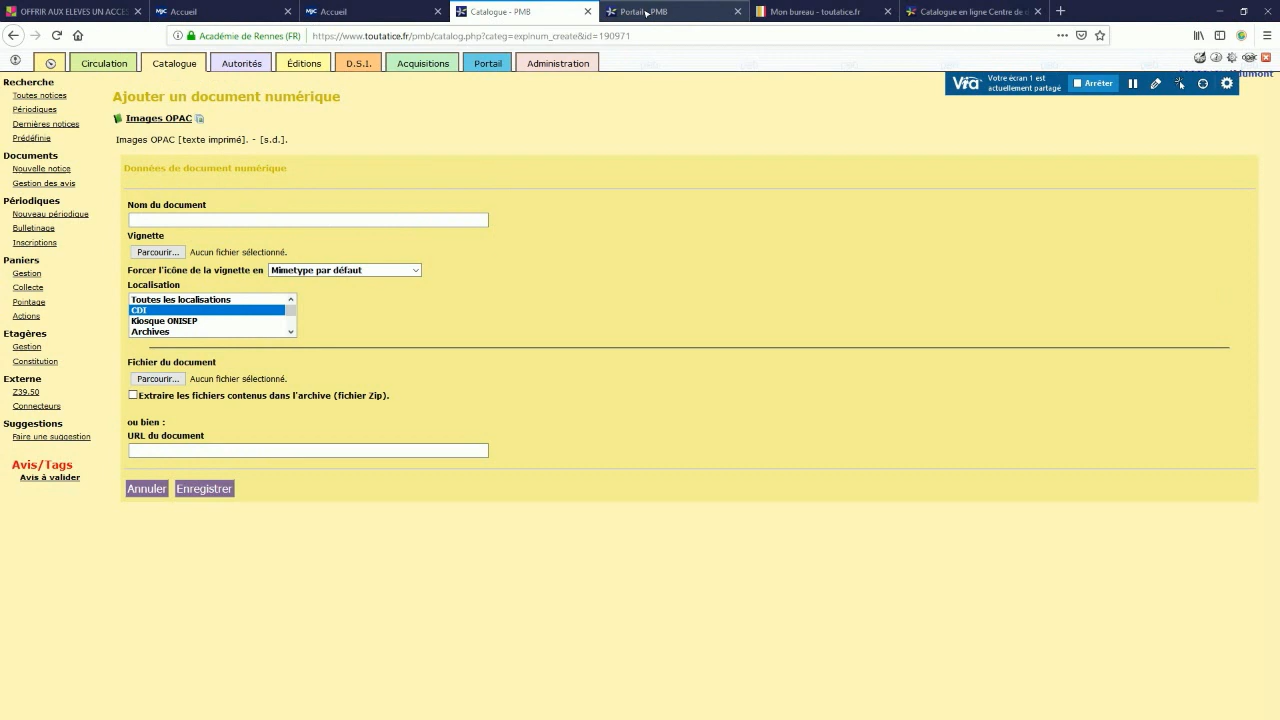 OFFRIR AUX ELEVES UN ACCES
Accueil
Accueil
Catalogue - PMB
Portail - PMB
Mon bureau - toutatice.fr
Catalogue en ligne Centre de
Académie de Rennes (FR)
https://www.toutatice.fr/pmb/catalog.php?categ=explnum_create&id=190971
Circulation
Catalogue
Autorités
Éditions
D.S.I.
Acquisitions
Portail
Administration
Via
Votre écran 1 est
actuellement partagé
Arrêter
Recherche
Toutes notices
Périodiques
Dernières notices
Prédéfinie
Documents
Nouvelle notice
Gestion des avis
Périodiques
Nouveau périodique
Bulletinage
Inscriptions
Paniers
Gestion
Collecte
Pointage
Actions
Etagères
Gestion
Constitution
Externe
Z39.50
Connecteurs
Suggestions
Faire une suggestion
Avis/Tags
Avis à valider
Ajouter un document numérique
Images OPAC
Images OPAC [texte imprimé]. - [s.d.].
Données de document numérique
Nom du document
Vignette
Parcourir... Aucun fichier sélectionné.
Forcer l'icône de la vignette en Mimetype par défaut
Localisation
Toutes les localisations
CDI
Kiosque ONISEP
Archives
Fichier du document
Parcourir... Aucun fichier sélectionné.
Extraire les fichiers contenus dans l'archive (fichier Zip).
ou bien :
URL du document
Annuler Enregistrer